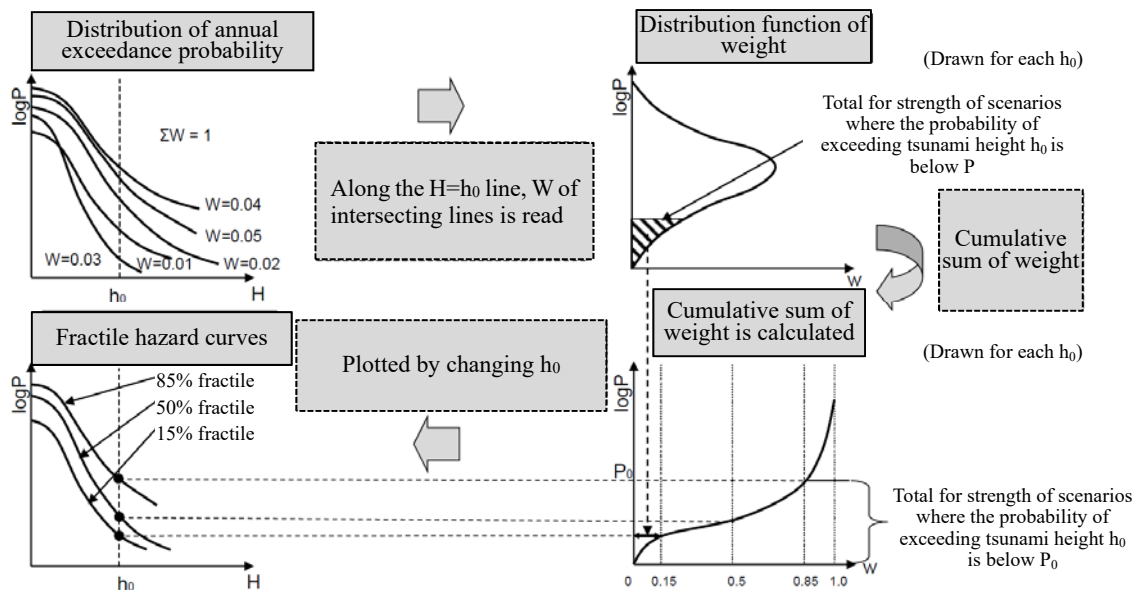 Distribution of annual
exceedance probability
logP
ΣW = 1
W=0.04
W=0.05
W=0.03
W=0.01
W=0.02
h₀
H
Along the H=h₀ line, W of
intersecting lines is read
Distribution function of
weight
(Drawn for each h₀)
logP
Total for strength of scenarios
where the probability of
exceeding tsunami height h₀ is
below P
W
Cumulative
sum of weight
Fractile hazard curves
logP
85% fractile
50% fractile
15% fractile
h₀
H
Plotted by changing h₀
Cumulative sum of
weight is calculated
(Drawn for each h₀)
logP
P₀
0
0.15
0.5
0.85
1.0
W
Total for strength of scenarios
where the probability of
exceeding tsunami height h₀
is below P₀